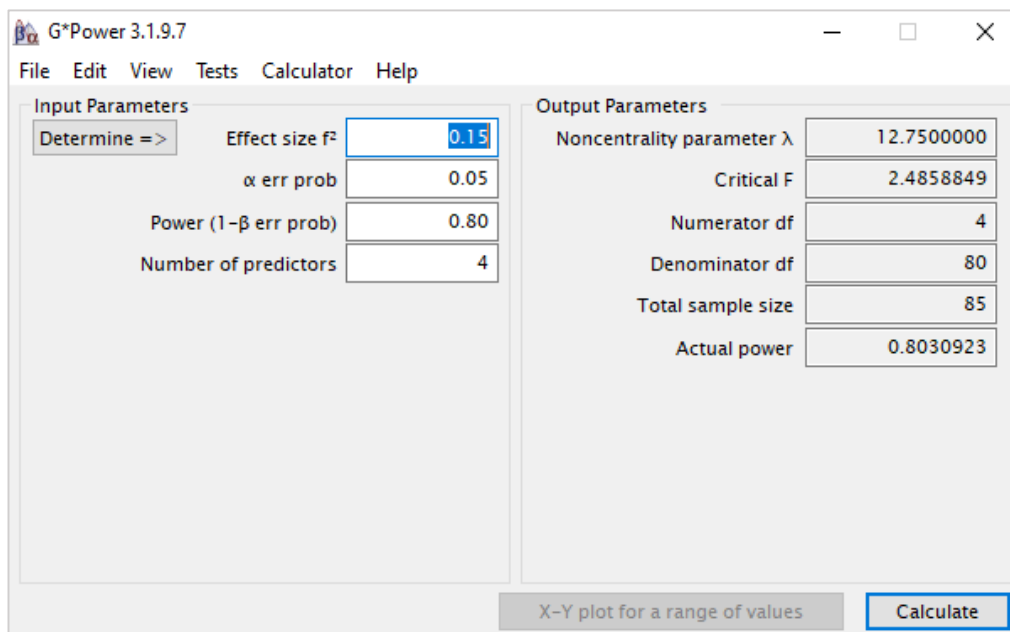 G*Power 3.1.9.7
File Edit View Tests Calculator Help
Input Parameters
Determine => Effect size f² 0.15
α err prob 0.05
Power (1-β err prob) 0.80
Number of predictors 4
Output Parameters
Noncentrality parameter λ 12.7500000
Critical F 2.4858849
Numerator df 4
Denominator df 80
Total sample size 85
Actual power 0.8030923
X-Y plot for a range of values Calculate